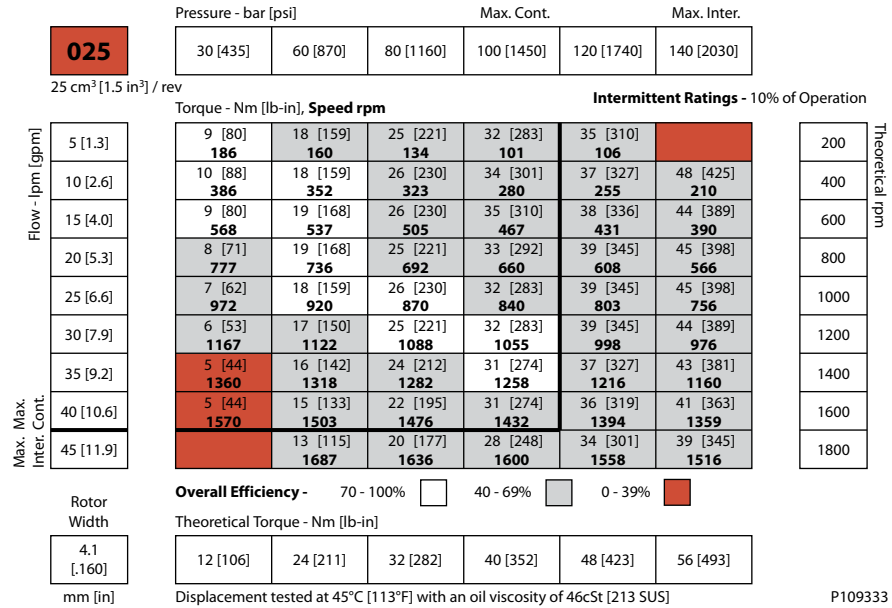 Pressure - bar [psi] Max. Cont. Max. Inter.
025 30 [435] 60 [870] 80 [1160] 100 [1450] 120 [1740] 140 [2030]
25 cm³ [1.5 in³] / rev
Torque - Nm [lb-in], Speed rpm Intermittent Ratings - 10% of Operation
Flow - lpm [gpm]
Theoretical rpm
5 [1.3] 9 [80] 18 [159] 25 [221] 32 [283] 35 [310] 200
186 160 134 101 106
10 [2.6] 10 [88] 18 [159] 26 [230] 34 [301] 37 [327] 48 [425] 400
386 352 323 280 255 210
15 [4.0] 9 [80] 19 [168] 26 [230] 35 [310] 38 [336] 44 [389] 600
568 537 505 467 431 390
20 [5.3] 8 [71] 19 [168] 25 [221] 33 [292] 39 [345] 45 [398] 800
777 736 692 660 608 566
25 [6.6] 7 [62] 18 [159] 26 [230] 32 [283] 39 [345] 45 [398] 1000
972 920 870 840 803 756
30 [7.9] 6 [53] 17 [150] 25 [221] 32 [283] 39 [345] 44 [389] 1200
1167 1122 1088 1055 998 976
35 [9.2] 5 [44] 16 [142] 24 [212] 31 [274] 37 [327] 43 [381] 1400
1360 1318 1282 1258 1216 1160
Max. Cont.
40 [10.6] 5 [44] 15 [133] 22 [195] 31 [274] 36 [319] 41 [363] 1600
1570 1503 1476 1432 1394 1359
Max. Inter.
45 [11.9] 13 [115] 20 [177] 28 [248] 34 [301] 39 [345] 1800
1687 1636 1600 1558 1516
Overall Efficiency - 70 - 100% 40 - 69% 0 - 39%
Rotor
Width
Theoretical Torque - Nm [lb-in]
4.1
[.160]
12 [106] 24 [211] 32 [282] 40 [352] 48 [423] 56 [493]
mm [in] Displacement tested at 45°C [113°F] with an oil viscosity of 46cSt [213 SUS] P109333